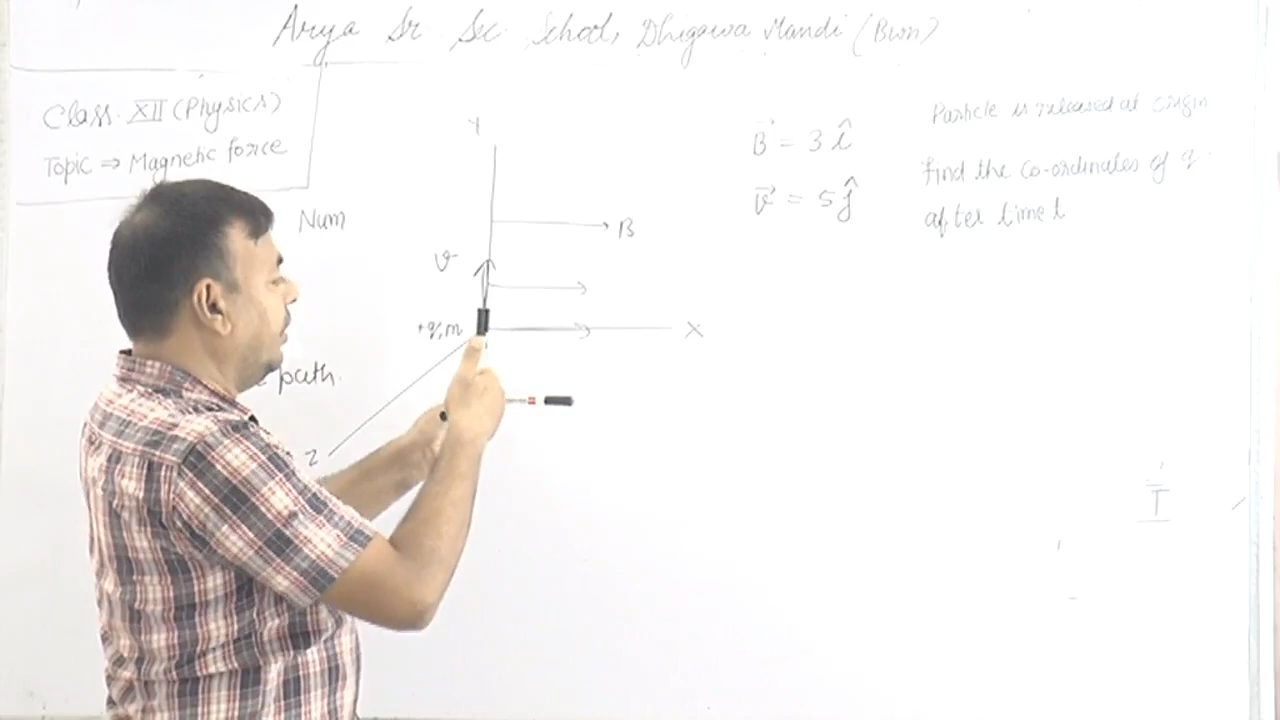 Arya Sr Sec. School, Dhigawa Mandi (Bwn)
Class. XII (Physics)
Topic ⇒ Magnetic force
Num
path.
Y
B
v
+q,m
X
Z
B⃗ = 3 î
v⃗ = 5 ĵ
Particle is released at origin
find the co-ordinates of q.
after time t
T